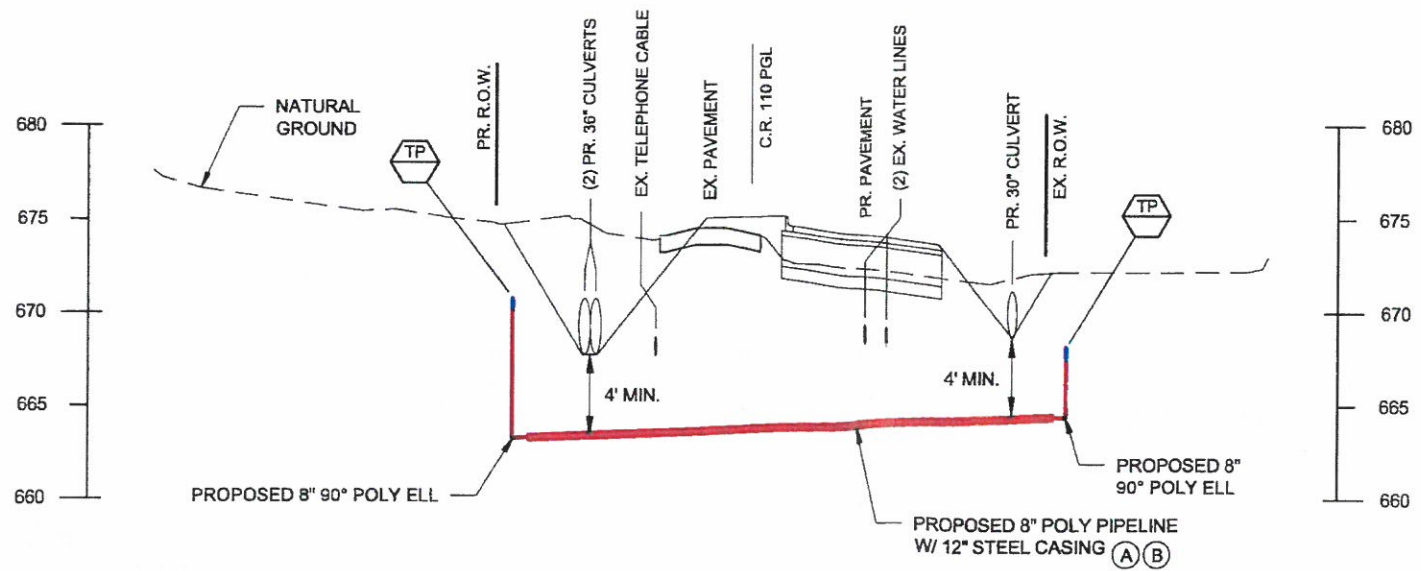 PR. R.O.W.
(2) PR. 36" CULVERTS
EX. TELEPHONE CABLE
EX. PAVEMENT
C.R. 110 PGL
PR. PAVEMENT
(2) EX. WATER LINES
PR. 30" CULVERT
EX. R.O.W.
NATURAL
GROUND
TP
TP
680
675
670
665
660
680
675
670
665
660
4' MIN.
4' MIN.
PROPOSED 8" 90° POLY ELL
PROPOSED 8"
90° POLY ELL
PROPOSED 8" POLY PIPELINE
W/ 12" STEEL CASING A B